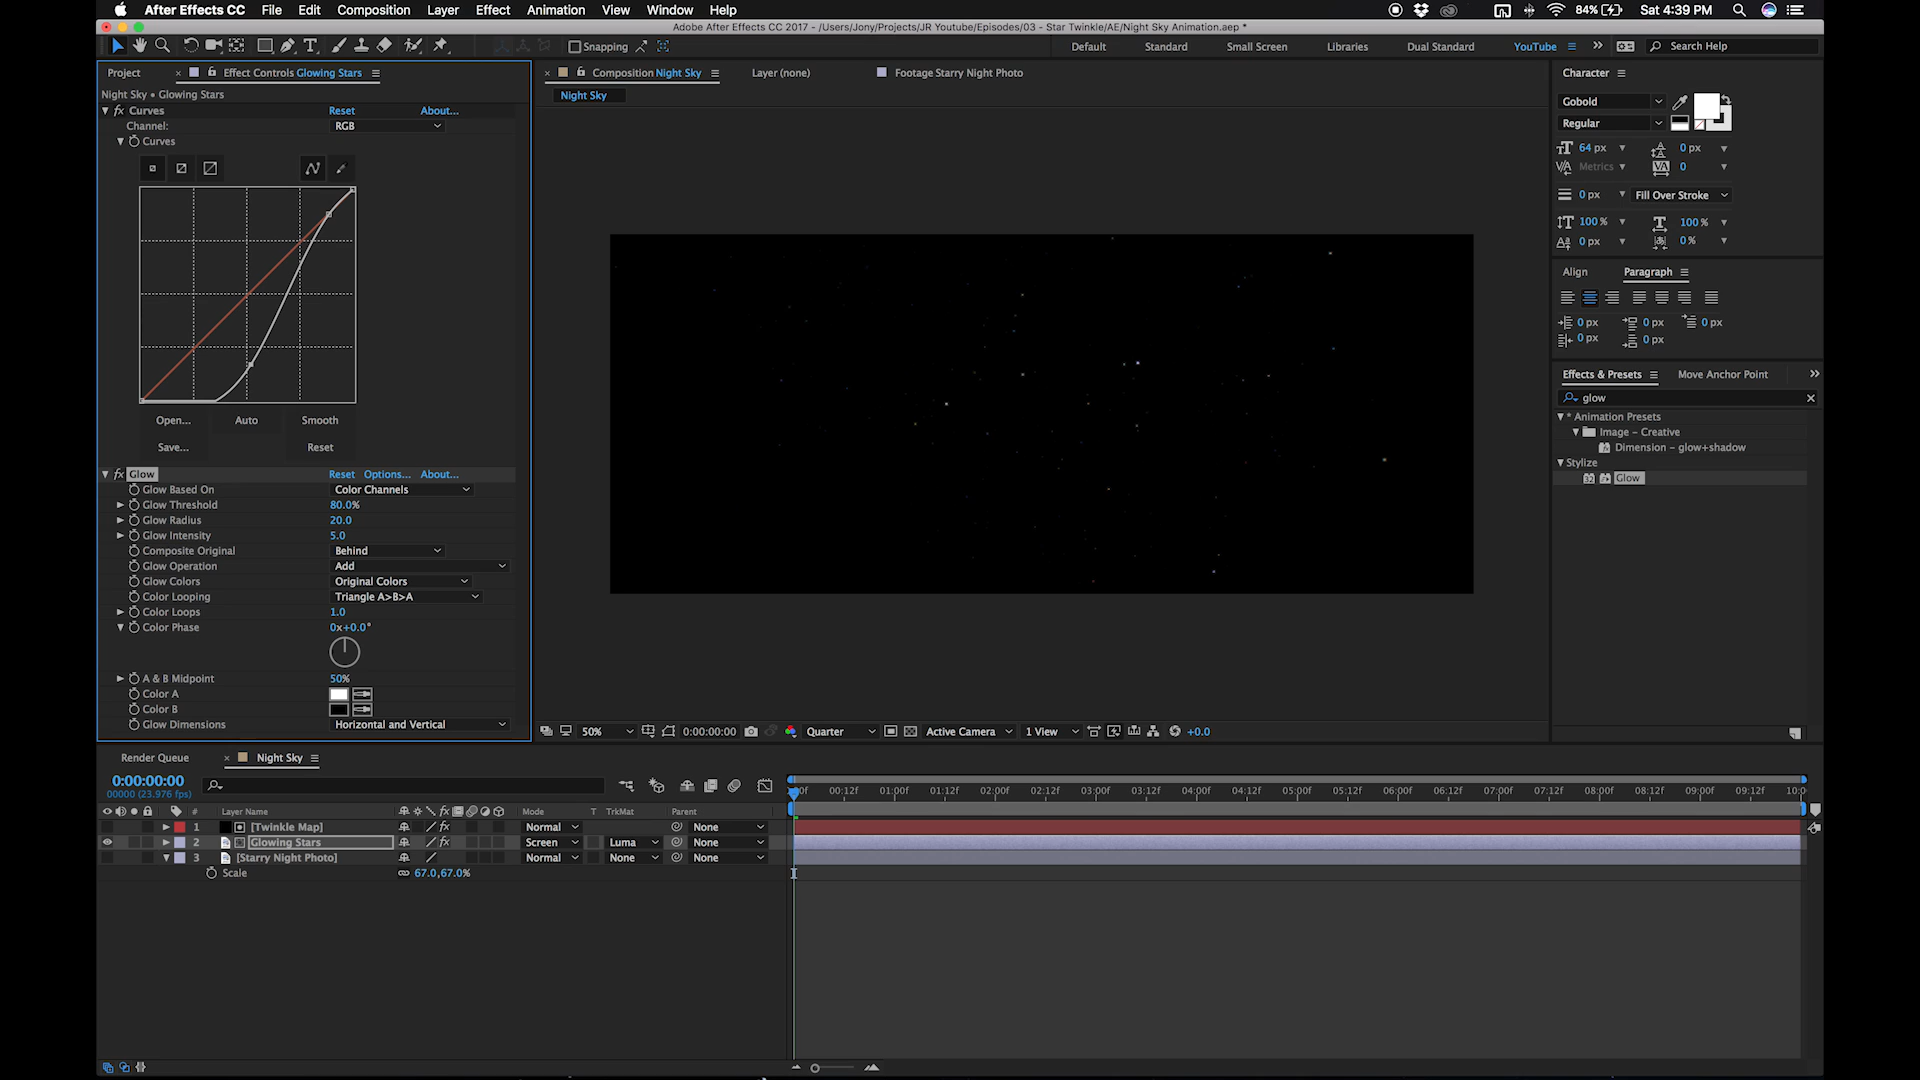 After Effects CC File Edit Composition Layer Effect Animation View Window Help 84% Sat 4:39 PM
Adobe After Effects CC 2017 - /Users/Jony/Projects/JR Youtube/Episodes/03 - Star Twinkle/AE/Night Sky Animation.aep *
Snapping Default Standard Small Screen Libraries Dual Standard YouTube Search Help
Project Effect Controls Glowing Stars Composition Night Sky Layer (none) Footage Starry Night Photo Character
Night Sky • Glowing Stars Night Sky
Curves Reset About... Gobold
Channel: RGB Regular
Curves
64 px 0 px
Metrics 0
0 px Fill Over Stroke
100 % 100 %
0 px 0 %
Align Paragraph
0 px 0 px 0 px
0 px 0 px
Effects & Presets Move Anchor Point
glow
* Animation Presets
Image – Creative
Dimension – glow+shadow
Stylize
Glow
Open... Auto Smooth
Save... Reset
Glow Reset Options... About...
Glow Based On Color Channels
Glow Threshold 80.0%
Glow Radius 20.0
Glow Intensity 5.0
Composite Original Behind
Glow Operation Add
Glow Colors Original Colors
Color Looping Triangle A>B>A
Color Loops 1.0
Color Phase 0x+0.0°
A & B Midpoint 50%
Color A
Color B
Glow Dimensions Horizontal and Vertical
50% 0:00:00:00 Quarter Active Camera 1 View +0.0
Render Queue Night Sky
0:00:00:00
00000 (23.976 fps)
00:12f 01:00f 01:12f 02:00f 02:12f 03:00f 03:12f 04:00f 04:12f 05:00f 05:12f 06:00f 06:12f 07:00f 07:12f 08:00f 08:12f 09:00f 09:12f 10:0
# Layer Name Mode T TrkMat Parent
1 [Twinkle Map] Normal None
2 Glowing Stars Screen Luma None
3 [Starry Night Photo] Normal None None
Scale 67.0,67.0%